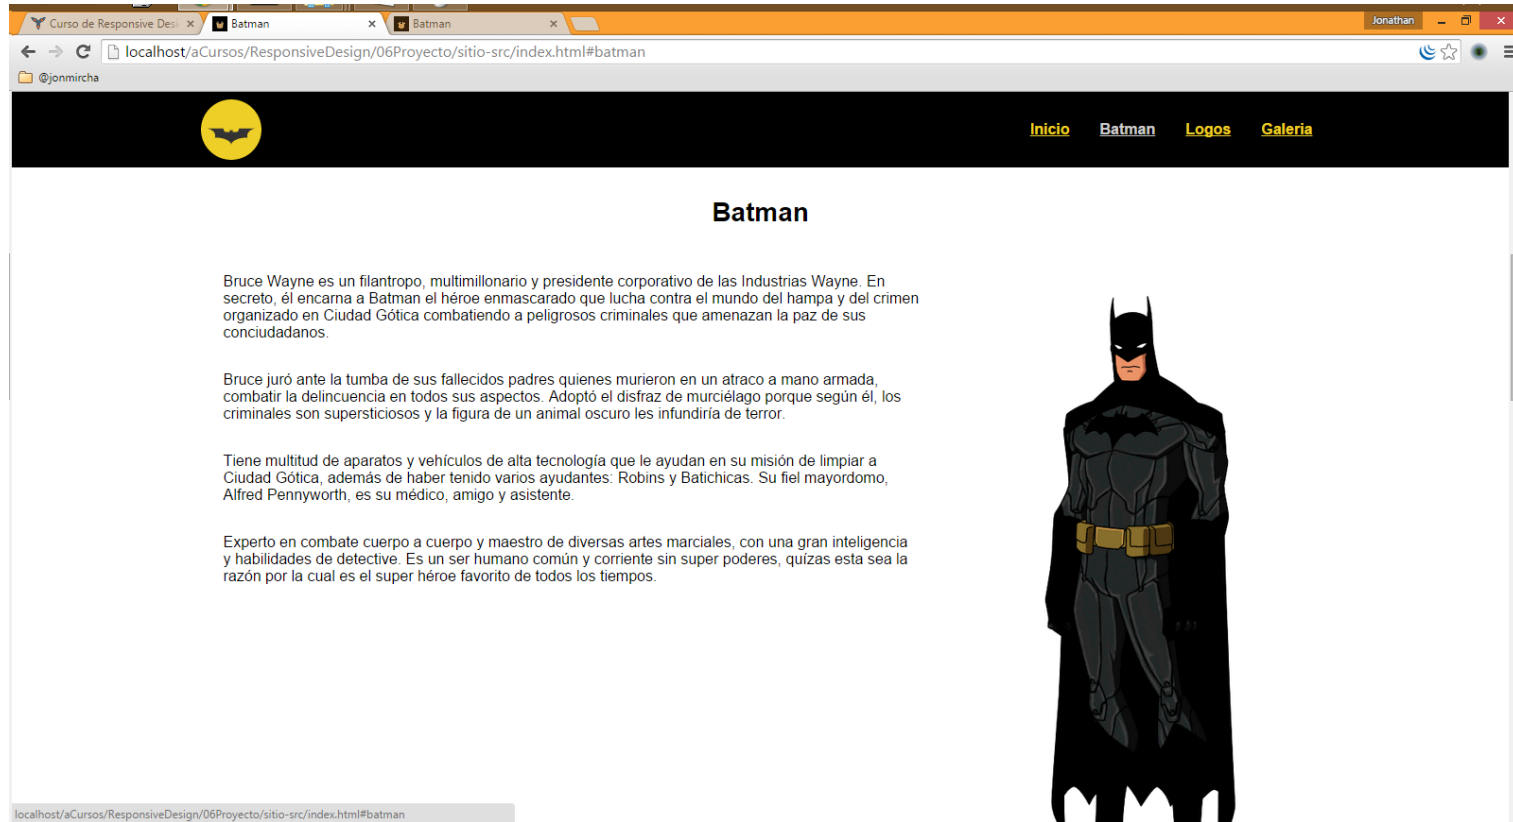 Curso de Responsive Desi
Batman
Batman
Jonathan
localhost/aCursos/ResponsiveDesign/06Proyecto/sitio-src/index.html#batman
@jonmircha
Inicio
Batman
Logos
Galeria
Batman
Bruce Wayne es un filantropo, multimillonario y presidente corporativo de las Industrias Wayne. En
secreto, él encarna a Batman el héroe enmascarado que lucha contra el mundo del hampa y del crimen
organizado en Ciudad Gótica combatiendo a peligrosos criminales que amenazan la paz de sus
conciudadanos.
Bruce juró ante la tumba de sus fallecidos padres quienes murieron en un atraco a mano armada,
combatir la delincuencia en todos sus aspectos. Adoptó el disfraz de murciélago porque según él, los
criminales son supersticiosos y la figura de un animal oscuro les infundiría de terror.
Tiene multitud de aparatos y vehículos de alta tecnología que le ayudan en su misión de limpiar a
Ciudad Gótica, además de haber tenido varios ayudantes: Robins y Batichicas. Su fiel mayordomo,
Alfred Pennyworth, es su médico, amigo y asistente.
Experto en combate cuerpo a cuerpo y maestro de diversas artes marciales, con una gran inteligencia
y habilidades de detective. Es un ser humano común y corriente sin super poderes, quízas esta sea la
razón por la cual es el super héroe favorito de todos los tiempos.
localhost/aCursos/ResponsiveDesign/06Proyecto/sitio-src/index.html#batman